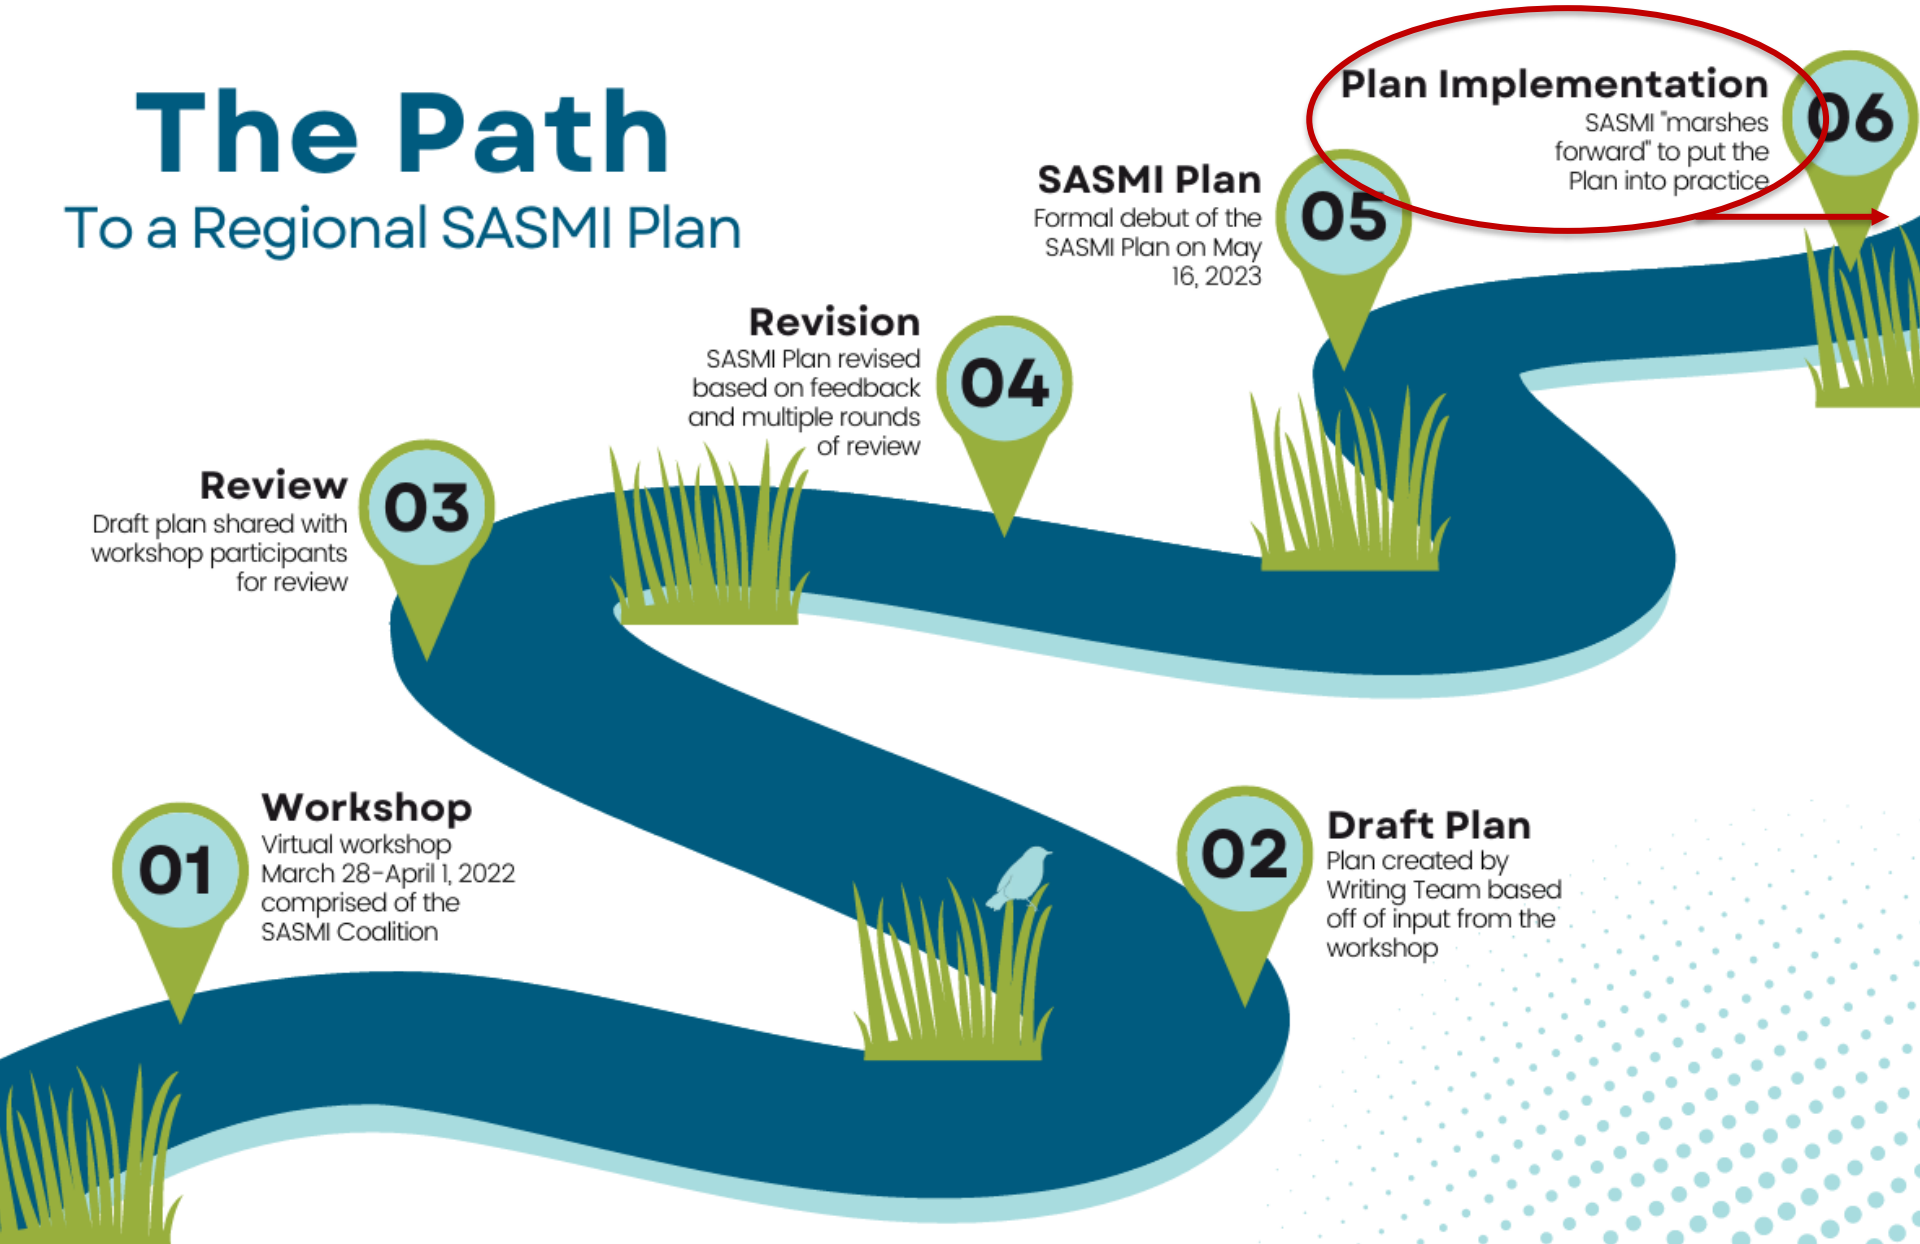 The Path
To a Regional SASMI Plan
01
Workshop
Virtual workshop
March 28-April 1, 2022
comprised of the
SASMI Coalition
02
Draft Plan
Plan created by
Writing Team based
off of input from the
workshop
03
Review
Draft plan shared with
workshop participants
for review
04
Revision
SASMI Plan revised
based on feedback
and multiple rounds
of review
05
SASMI Plan
Formal debut of the
SASMI Plan on May
16, 2023
06
Plan Implementation
SASMI "marshes
forward" to put the
Plan into practice